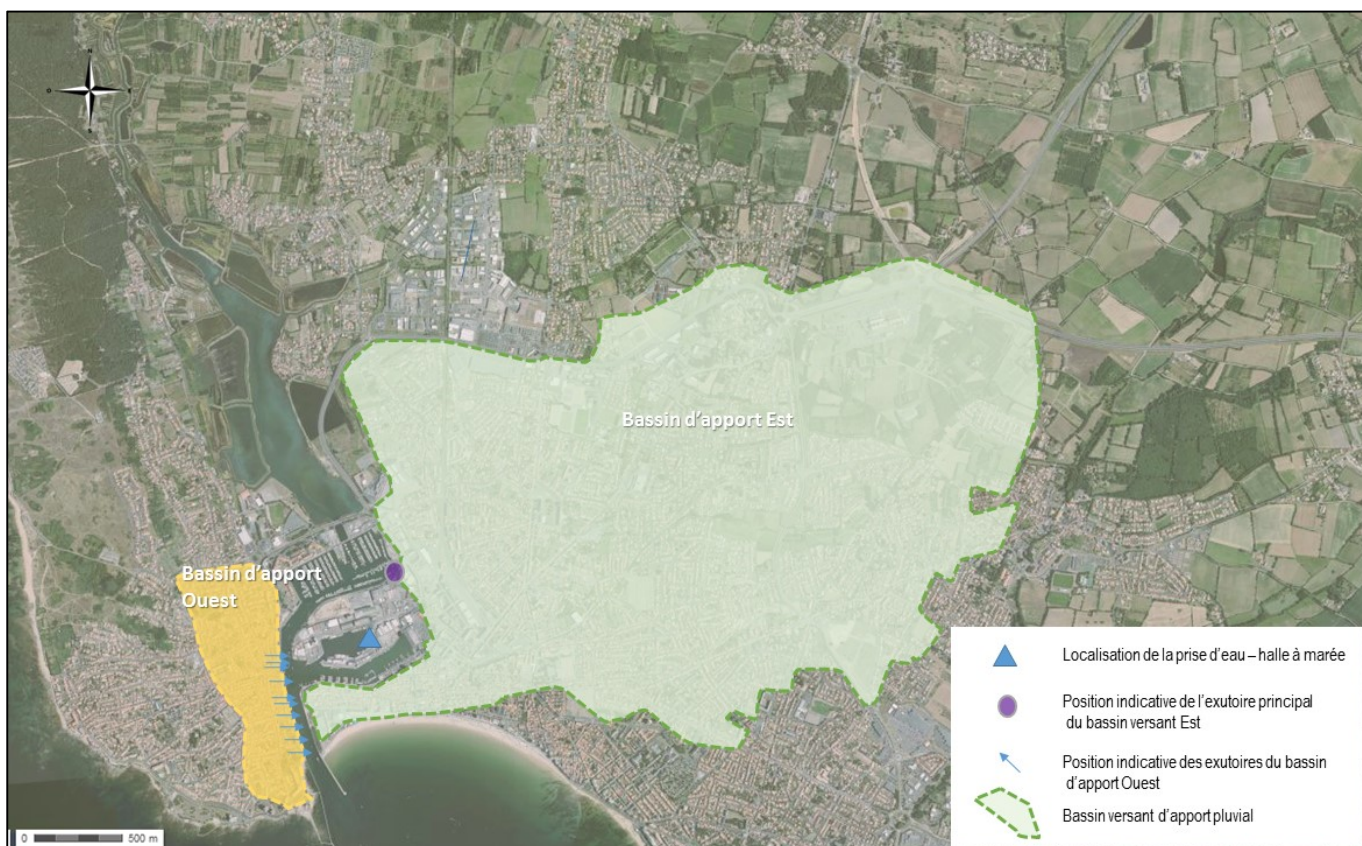 N
O
E
S
Bassin d'apport Est
Bassin d'apport
Ouest
Localisation de la prise d'eau – halle à marée
Position indicative de l'exutoire principal
du bassin versant Est
Position indicative des exutoires du bassin
d'apport Ouest
Bassin versant d'apport pluvial
0 500 m